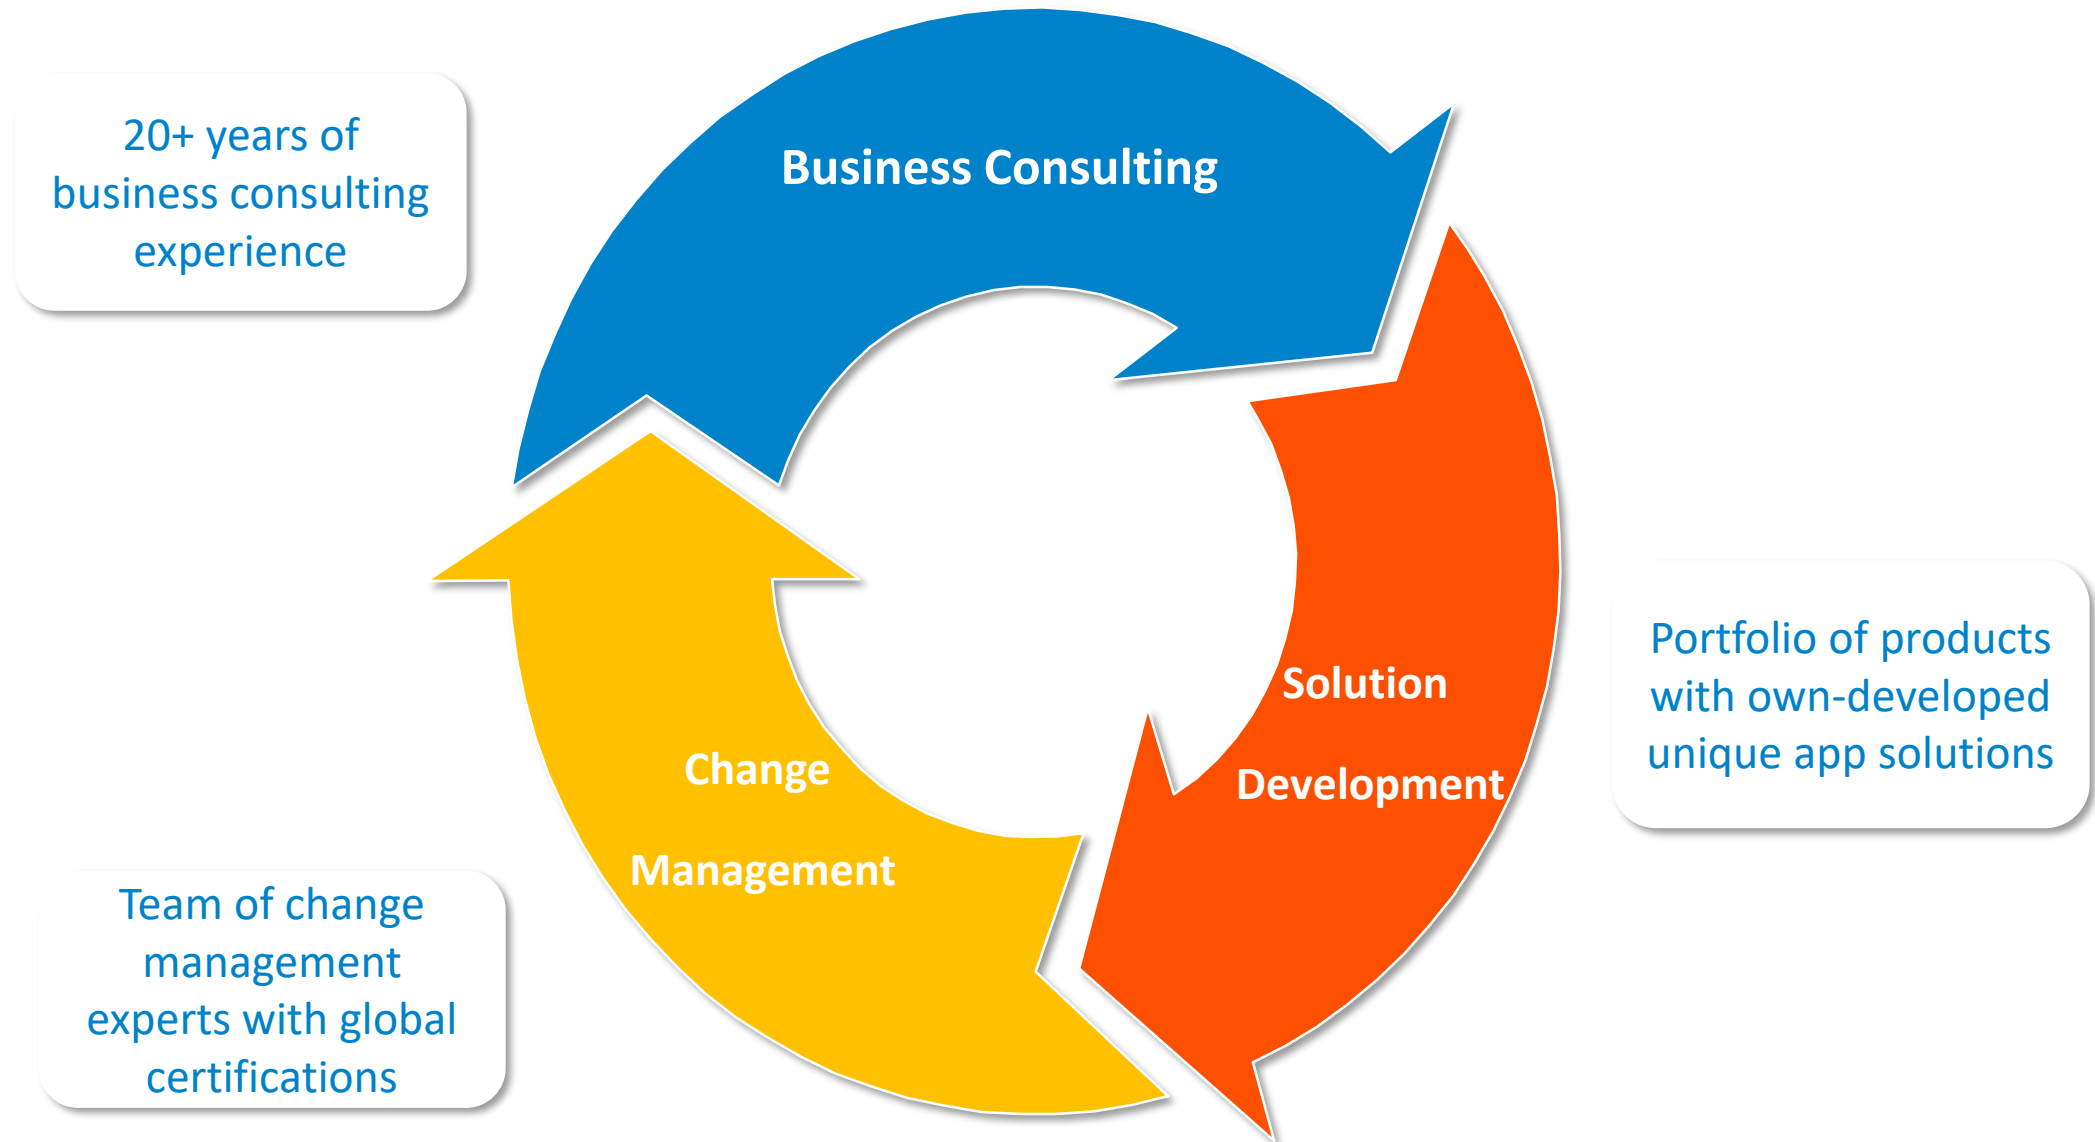 20+ years of
business consulting
experience
Business Consulting
Solution
Development
Portfolio of products
with own-developed
unique app solutions
Change
Management
Team of change
management
experts with global
certifications